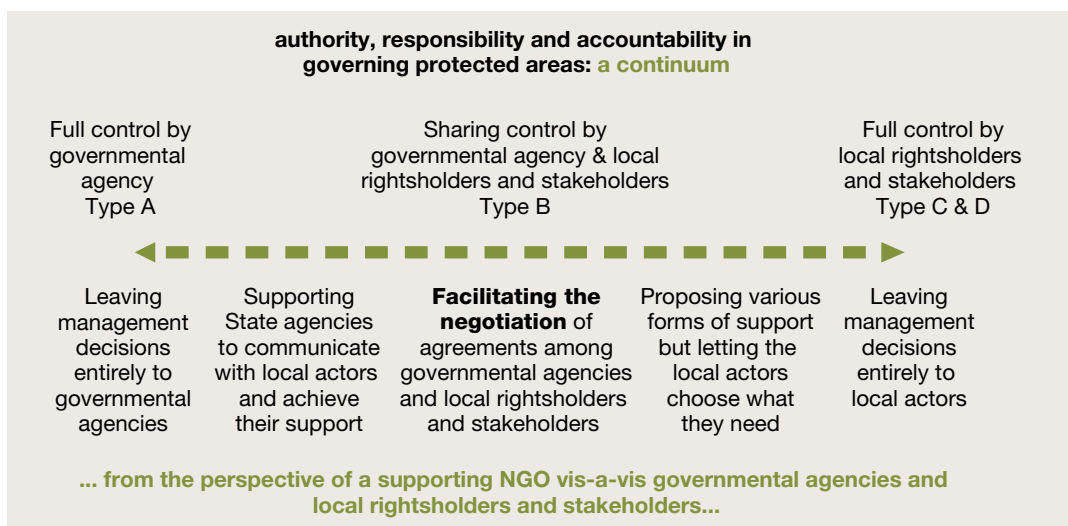 authority, responsibility and accountability in
governing protected areas: a continuum
Full control by
governmental
agency
Type A
Sharing control by
governmental agency & local
rightsholders and stakeholders
Type B
Full control by
local rightsholders
and stakeholders
Type C & D
Leaving
management
decisions
entirely to
governmental
agencies
Supporting
State agencies
to communicate
with local actors
and achieve
their support
Facilitating the
negotiation of
agreements among
governmental agencies
and local rightsholders
and stakeholders
Proposing various
forms of support
but letting the
local actors
choose what
they need
Leaving
management
decisions
entirely to
local actors
... from the perspective of a supporting NGO vis-a-vis governmental agencies and
local rightsholders and stakeholders...